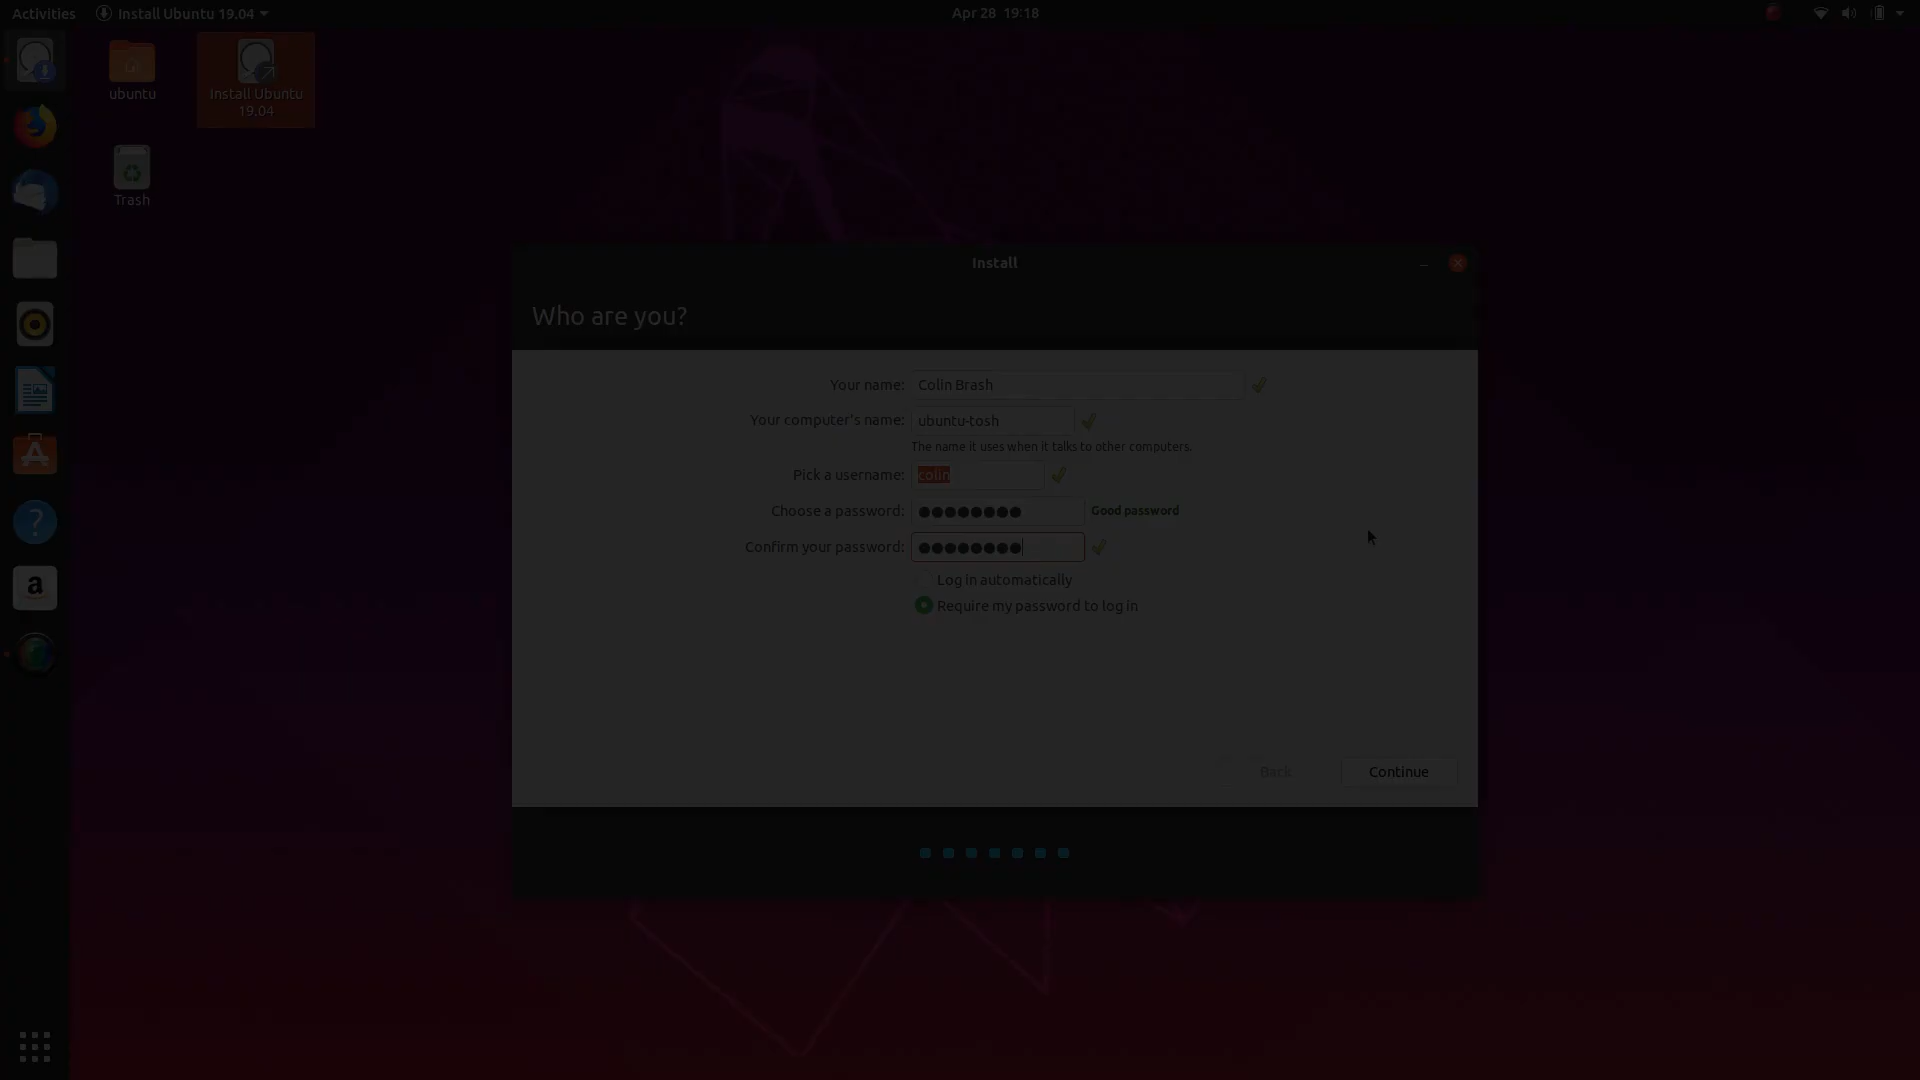 Activities
Install Ubuntu 19.04
Apr 28 19:18
ubuntu
Install Ubuntu
19.04
Trash
Install
Who are you?
Your name: Colin Brash
Your computer's name: ubuntu-tosh
The name it uses when it talks to other computers.
Pick a username: colin
Choose a password: ●●●●●●●● Good password
Confirm your password: ●●●●●●●●
Log in automatically
Require my password to log in
Back
Continue